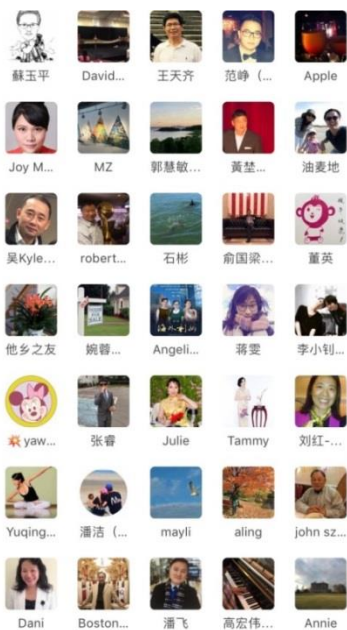 蘇玉平 David... 王天齐 范峥（... Apple
Joy M... MZ 郭慧敏... 黃埜... 油麦地
吴Kyle... robert... 石彬 俞国梁... 董英
他乡之友 婉蓉... Angeli... 蒋雯 李小钊...
💥yaw... 张睿 Julie Tammy 刘红-...
Yuqing... 潘洁（... mayli aling john sz...
Dani Boston... 潘飞 高宏伟... Annie